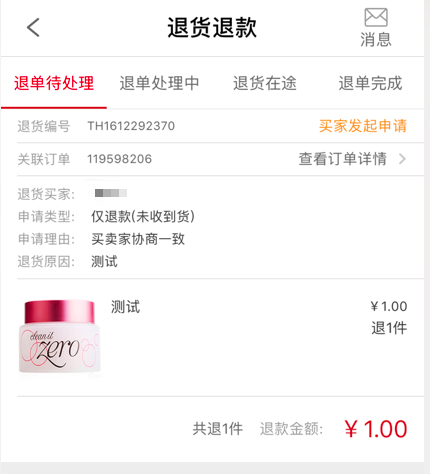 退货退款
消息
退单待处理 退单处理中 退货在途 退单完成
退货编号 TH1612292370 买家发起申请
关联订单 119598206 查看订单详情
退货买家:
申请类型: 仅退款(未收到货)
申请理由: 买卖家协商一致
退货原因: 测试
测试 ¥1.00
退1件
clean it
zero
共退1件 退款金额: ¥1.00